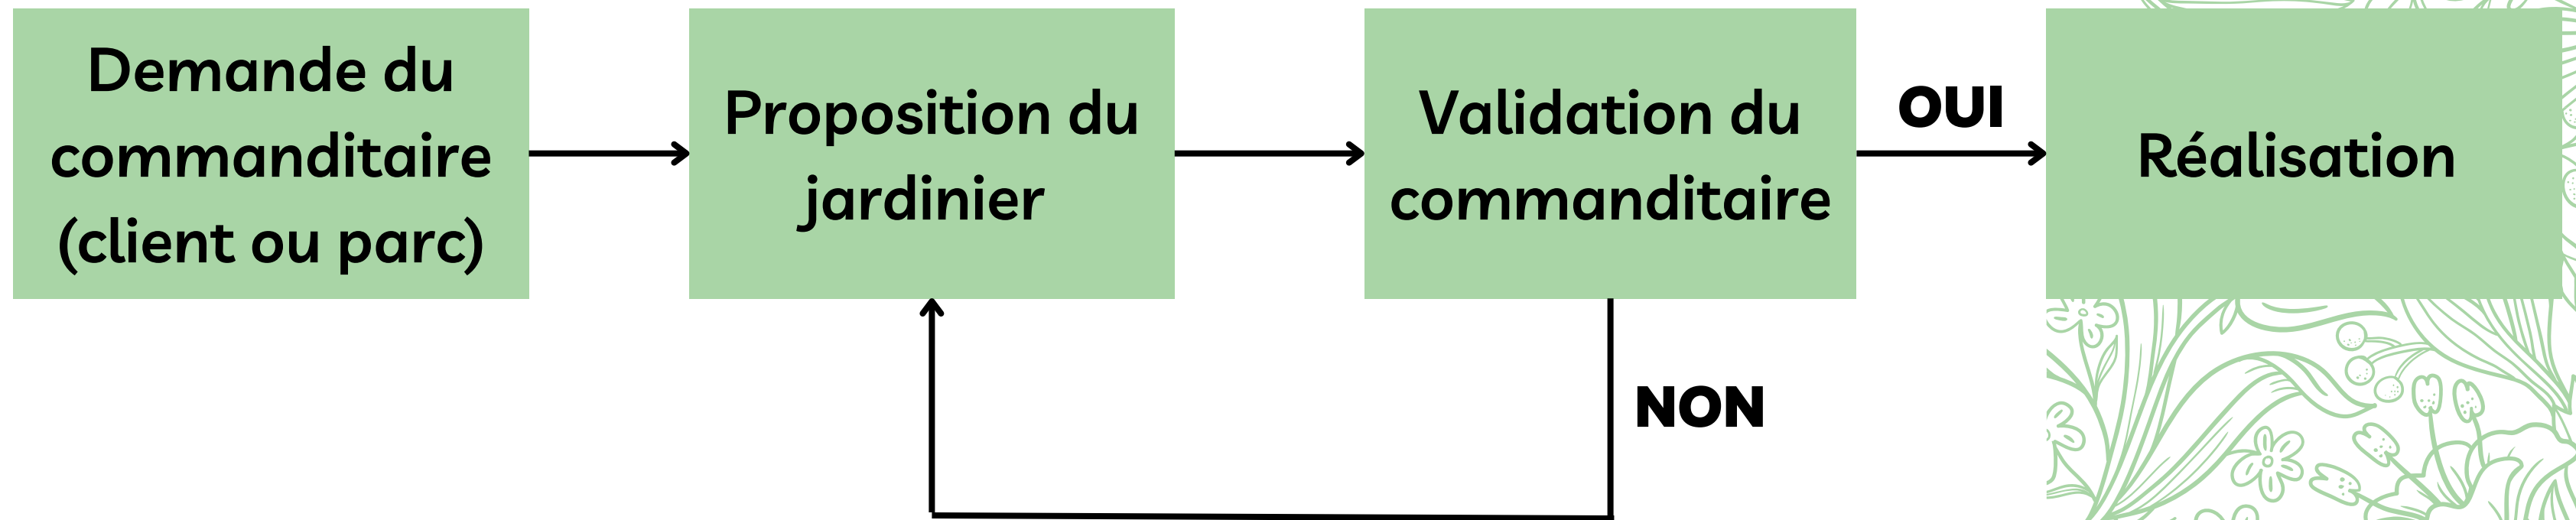 Demande du
commanditaire
(client ou parc)
Proposition du
jardinier
Validation du
commanditaire
OUI
Réalisation
NON